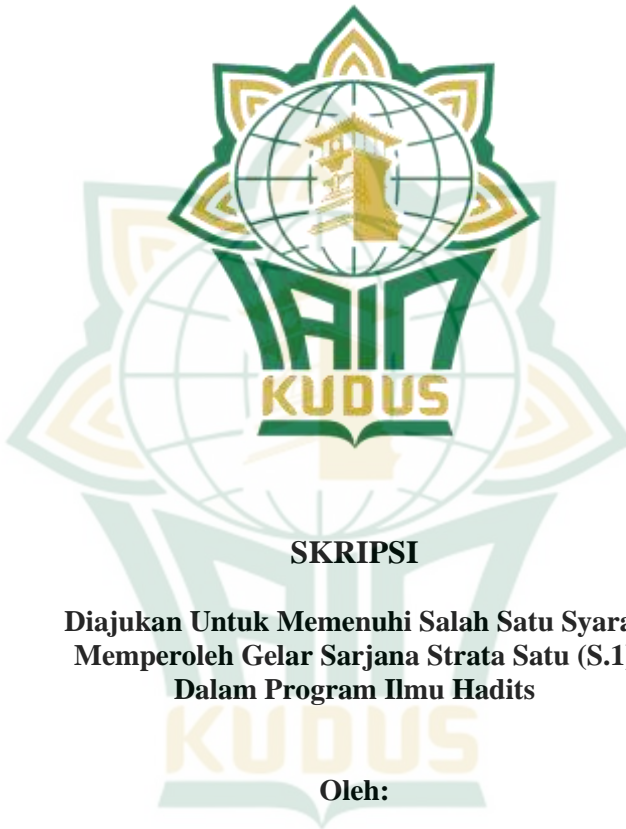 IAIN
KUDUS
SKRIPSI
Diajukan Untuk Memenuhi Salah Satu Syara
Memperoleh Gelar Sarjana Strata Satu (S.1
Dalam Program Ilmu Hadits
KUDUS
Oleh: